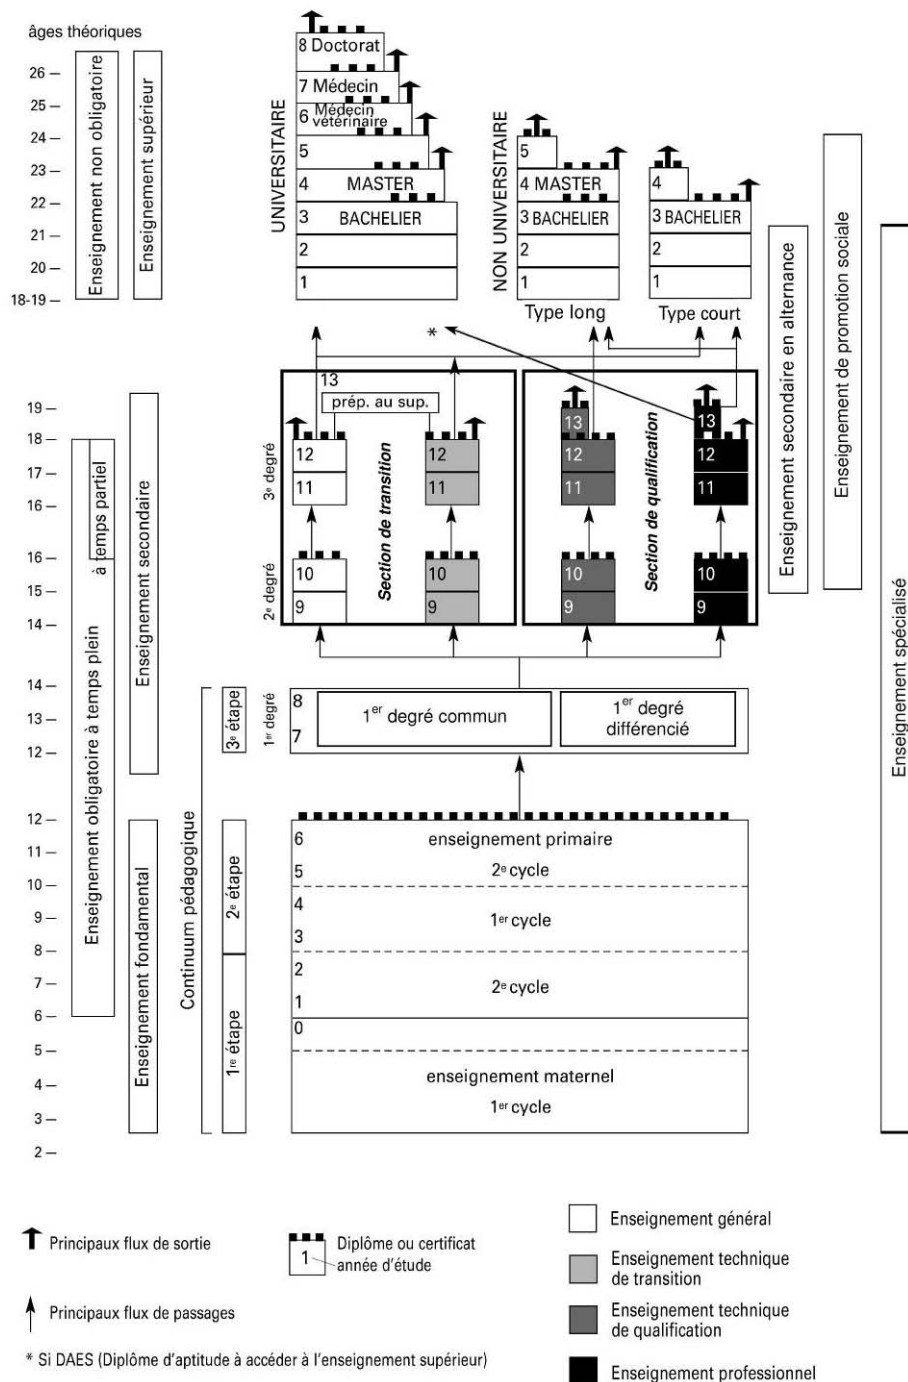 âges théoriques
26
25
24
23
22
21
20
18-19
Enseignement non obligatoire
Enseignement supérieur
UNIVERSITAIRE
8 Doctorat
7 Médecin
6 Médecin
vétérinaire
5
4 MASTER
3 BACHELIER
2
1
NON UNIVERSITAIRE
5
4 MASTER
3 BACHELIER
2
1
Type long
4
3 BACHELIER
2
1
Type court
*
Enseignement secondaire en alternance
Enseignement de promotion sociale
Enseignement spécialisé
19
18
17
16
16
15
14
à temps partiel
Enseignement obligatoire à temps plein
Enseignement secondaire
3e degré
2e degré
13
prép. au sup.
12
11
10
9
Section de transition
12
11
10
9
13
12
11
10
9
Section de qualification
13
12
11
10
9
14
13
12
3e étape
1er degré
8
7
1er degré commun
1er degré
différencié
12
11
10
9
8
7
6
5
4
3
2
Enseignement fondamental
Continuum pédagogique
2e étape
1re étape
6 enseignement primaire
5 2e cycle
4
1er cycle
3
2
2e cycle
1
0
enseignement maternel
1er cycle
Principaux flux de sortie
Principaux flux de passages
* Si DAES (Diplôme d'aptitude à accéder à l'enseignement supérieur)
1
Diplôme ou certificat
année d'étude
Enseignement général
Enseignement technique
de transition
Enseignement technique
de qualification
Enseignement professionnel